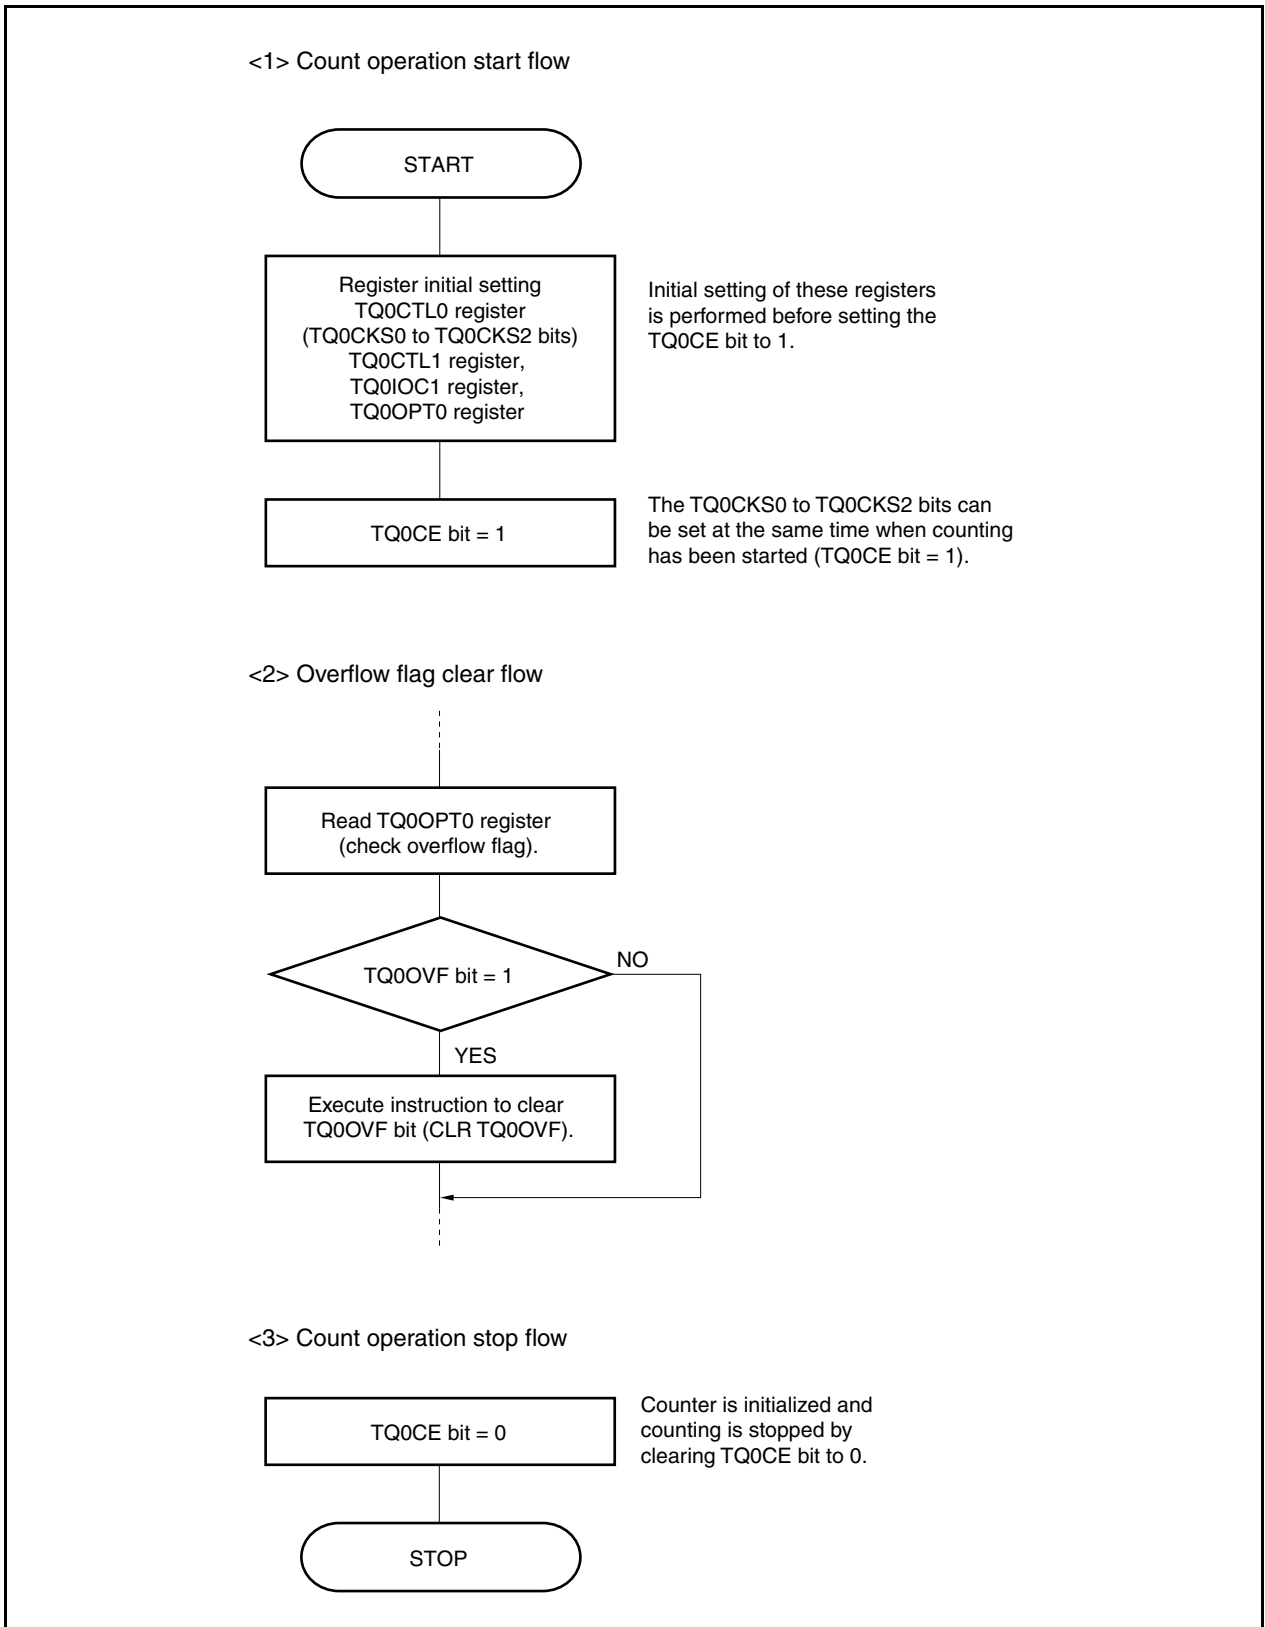 <1> Count operation start flow
START
Register initial setting
TQ0CTL0 register
(TQ0CKS0 to TQ0CKS2 bits)
TQ0CTL1 register,
TQ0IOC1 register,
TQ0OPT0 register
Initial setting of these registers
is performed before setting the
TQ0CE bit to 1.
TQ0CE bit = 1
The TQ0CKS0 to TQ0CKS2 bits can
be set at the same time when counting
has been started (TQ0CE bit = 1).
<2> Overflow flag clear flow
Read TQ0OPT0 register
(check overflow flag).
TQ0OVF bit = 1
NO
YES
Execute instruction to clear
TQ0OVF bit (CLR TQ0OVF).
<3> Count operation stop flow
TQ0CE bit = 0
Counter is initialized and
counting is stopped by
clearing TQ0CE bit to 0.
STOP